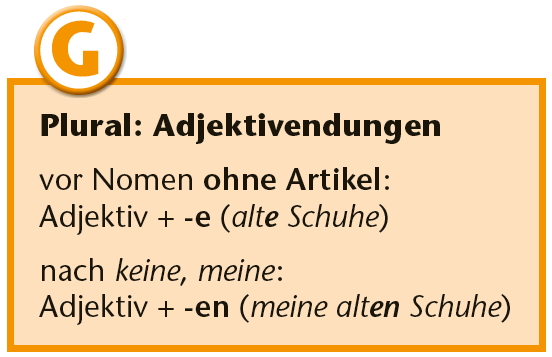 G
Plural: Adjektivendungen
vor Nomen ohne Artikel:
Adjektiv + -e (alte Schuhe)
nach keine, meine:
Adjektiv + -en (meine alten Schuhe)